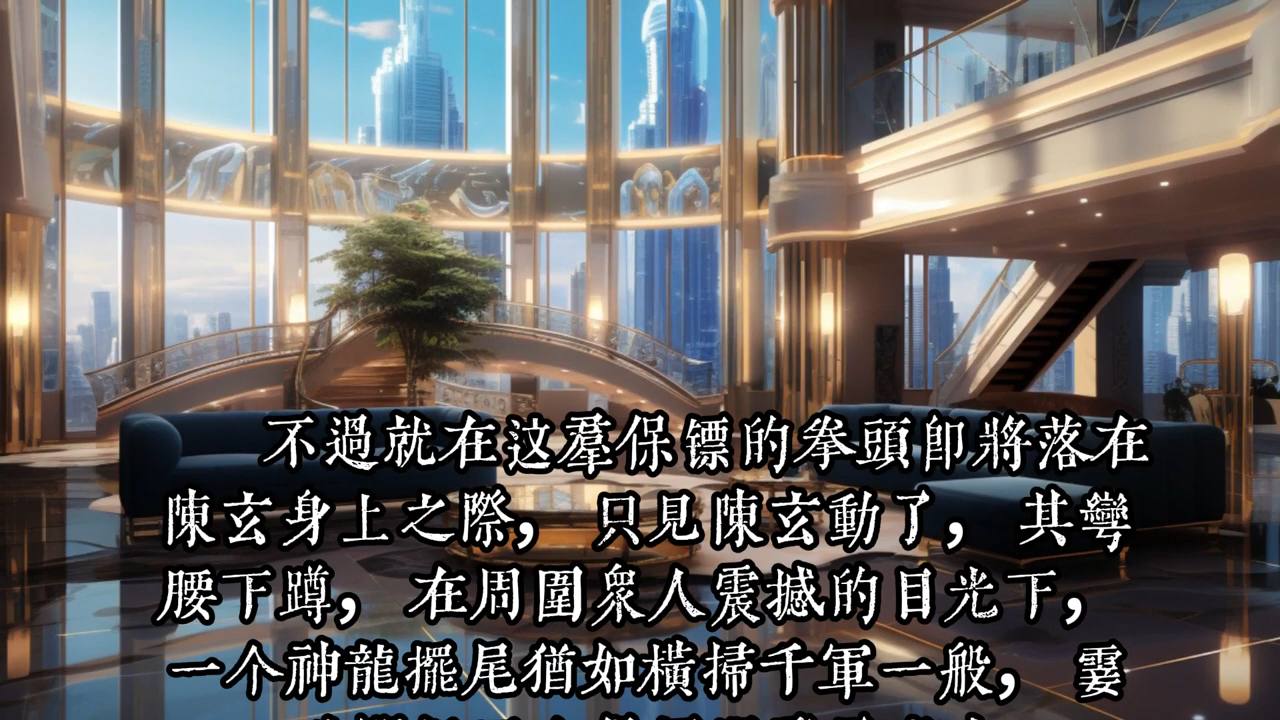 不過就在这羣保镖的拳頭即將落在
陳玄身上之際， 只見陳玄動了， 其彎
腰下蹲， 在周圍衆人震撼的目光下，
一个神龍擺尾猶如橫掃千軍一般， 霎